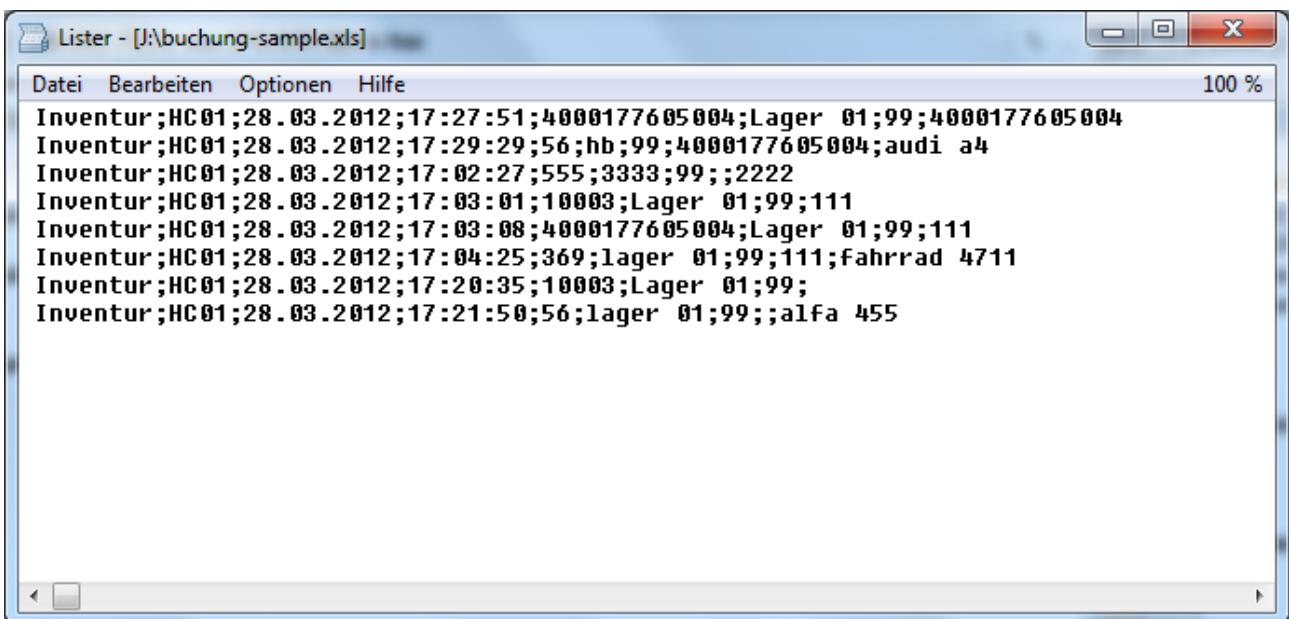 Lister - [J:\buchung-sample.xls]
Datei Bearbeiten Optionen Hilfe 100 %
Inventur;HC01;28.03.2012;17:27:51;4000177605004;Lager 01;99;4000177605004
Inventur;HC01;28.03.2012;17:29:29;56;hb;99;4000177605004;audi a4
Inventur;HC01;28.03.2012;17:02:27;555;3333;99;;2222
Inventur;HC01;28.03.2012;17:03:01;10003;Lager 01;99;111
Inventur;HC01;28.03.2012;17:03:08;4000177605004;Lager 01;99;111
Inventur;HC01;28.03.2012;17:04:25;369;lager 01;99;111;fahrrad 4711
Inventur;HC01;28.03.2012;17:20:35;10003;Lager 01;99;
Inventur;HC01;28.03.2012;17:21:50;56;lager 01;99;;alfa 455